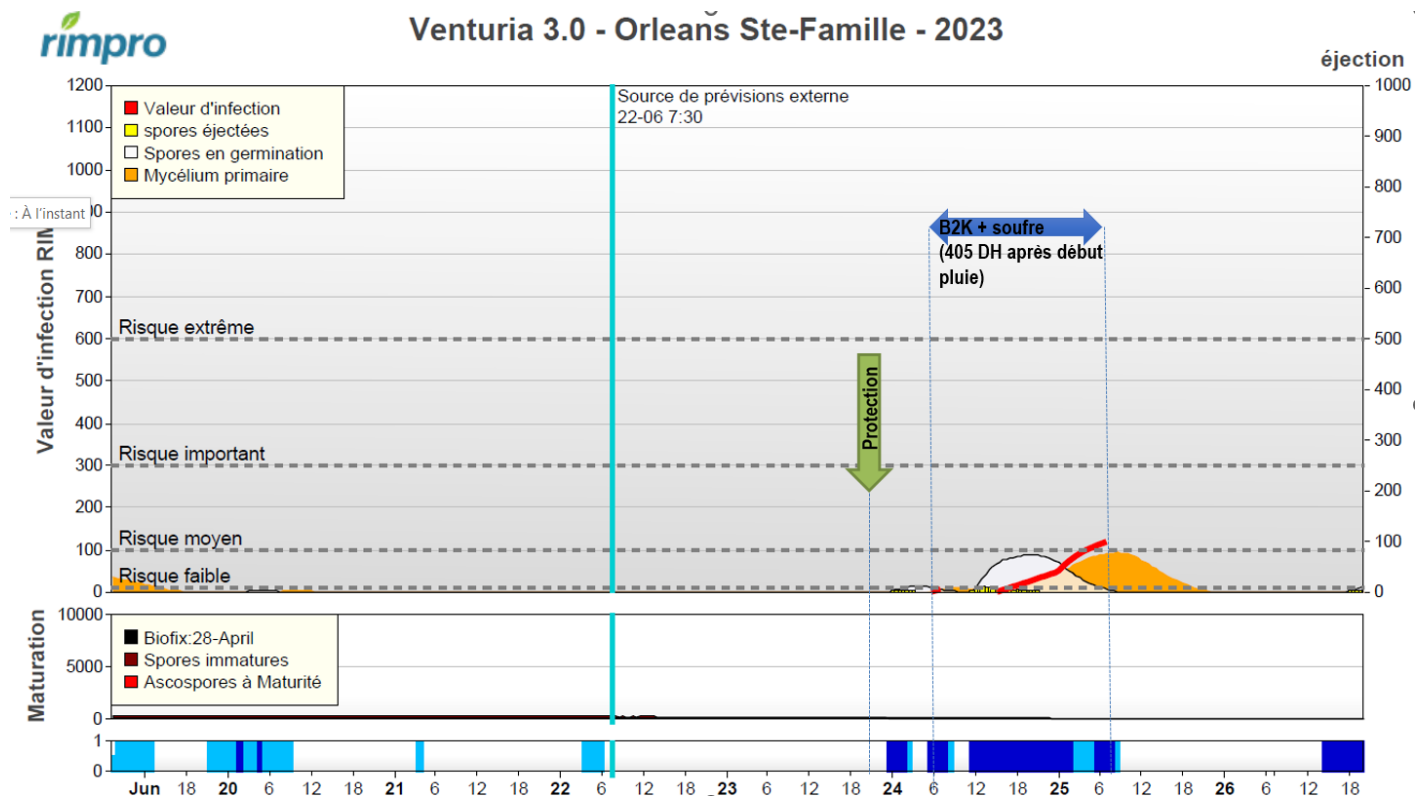 rimpro
Venturia 3.0 - Orleans Ste-Famille - 2023
éjection
1200
1100
1000
800
700
600
500
400
300
200
100
0
Valeur d'infection RIM
: À l'instant
Valeur d'infection
spores éjectées
Spores en germination
Mycélium primaire
Source de prévisions externe
22-06 7:30
B2K + soufre
(405 DH après début
pluie)
Protection
Risque extrême
Risque important
Risque moyen
Risque faible
1000
900
800
700
600
500
400
300
200
100
0
Maturation
10000
5000
0
Biofix:28-April
Spores immatures
Ascospores à Maturité
1
0
Jun 18 20 6 12 18 21 6 12 18 22 6 12 18 23 6 12 18 24 6 12 18 25 6 12 18 26 6 12 18